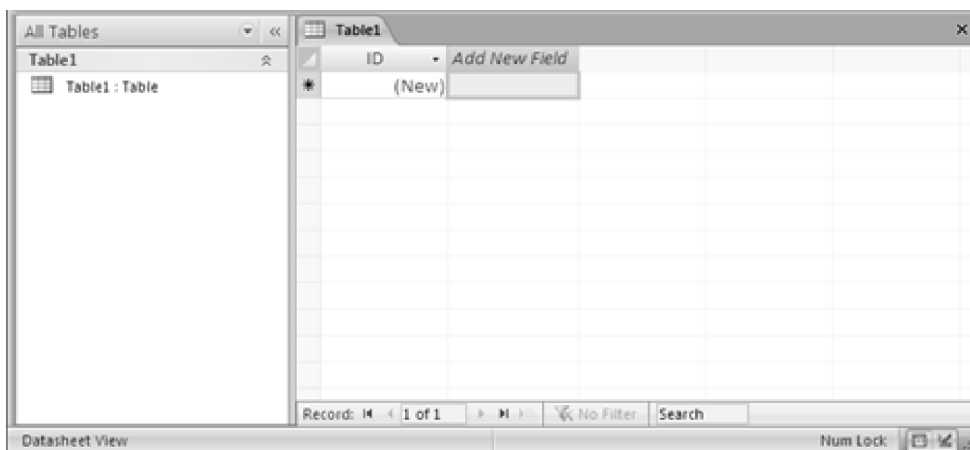 All Tables
Table1
Table1 : Table
Table1
ID Add New Field
(New)
Record: 1 of 1 No Filter Search
Datasheet View Num Lock